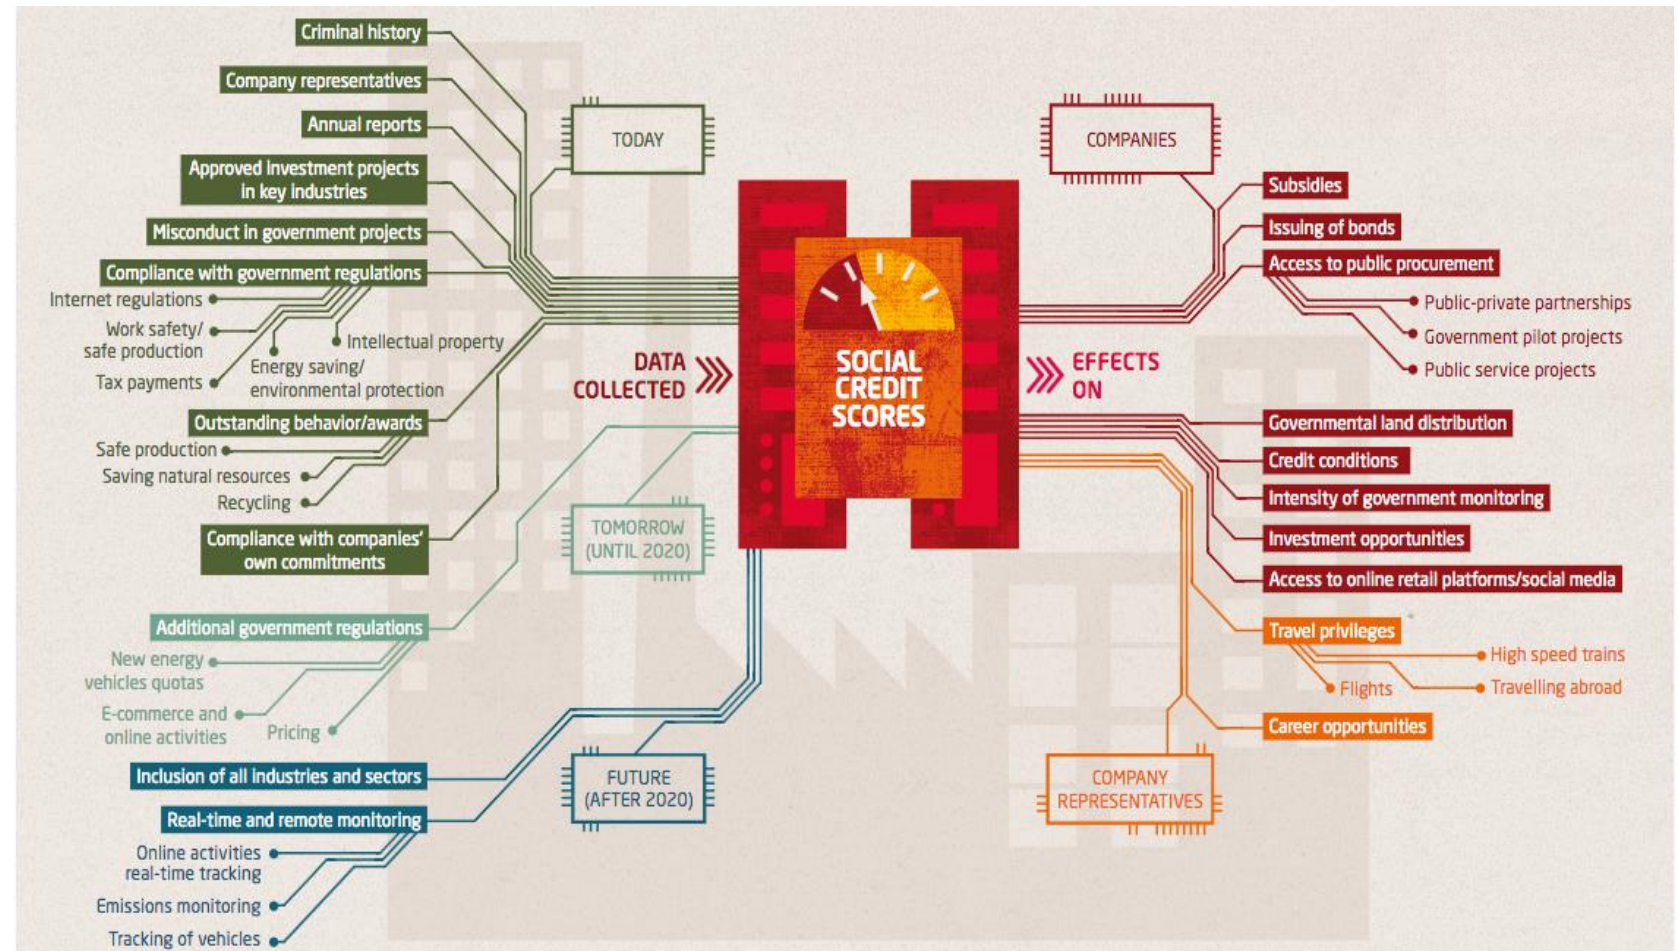 Criminal history
Company representatives
Annual reports
Approved investment projects
in key industries
Misconduct in government projects
Compliance with government regulations
Internet regulations
Work safety/
safe production
Tax payments
Energy saving/
environmental protection
Intellectual property
Outstanding behavior/awards
Safe production
Saving natural resources
Recycling
Compliance with companies'
own commitments
Additional government regulations
New energy
vehicles quotas
E-commerce and
online activities
Pricing
Inclusion of all industries and sectors
Real-time and remote monitoring
Online activities
real-time tracking
Emissions monitoring
Tracking of vehicles
TODAY
TOMORROW
(UNTIL 2020)
FUTURE
(AFTER 2020)
DATA
COLLECTED
SOCIAL
CREDIT
SCORES
EFFECTS
ON
COMPANIES
Subsidies
Issuing of bonds
Access to public procurement
Public-private partnerships
Government pilot projects
Public service projects
Governmental land distribution
Credit conditions
Intensity of government monitoring
Investment opportunities
Access to online retail platforms/social media
Travel privileges
High speed trains
Flights
Travelling abroad
Career opportunities
COMPANY
REPRESENTATIVES